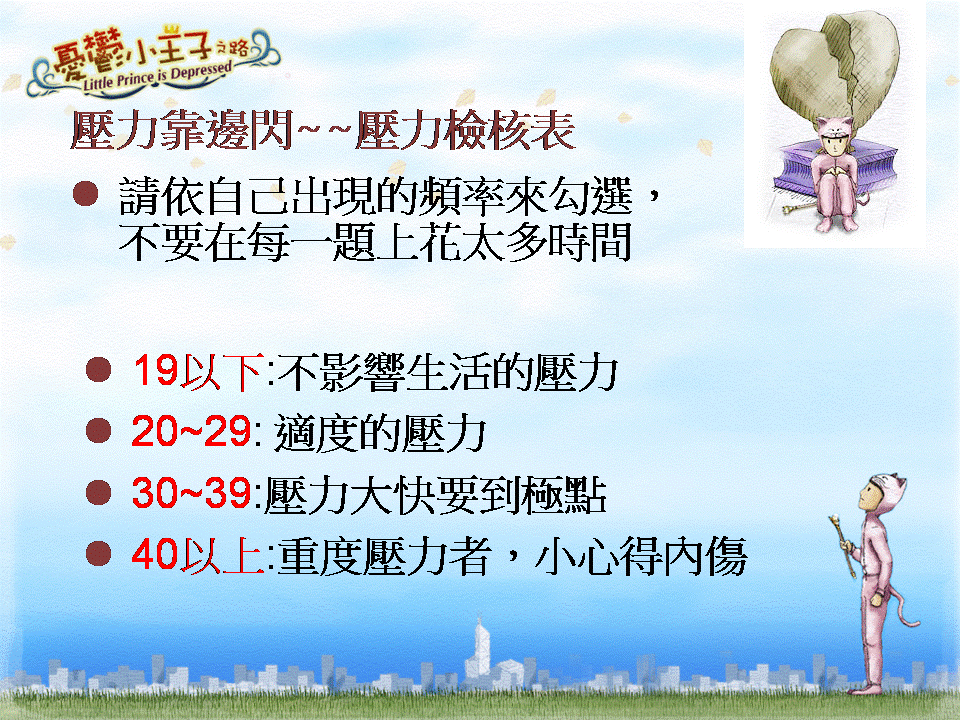 憂鬱小王子之路
Little Prince is Depressed
壓力靠邊閃~~壓力檢核表
請依自己出現的頻率來勾選，
不要在每一題上花太多時間
19以下:不影響生活的壓力
20~29: 適度的壓力
30~39:壓力大快要到極點
40以上:重度壓力者，小心得內傷